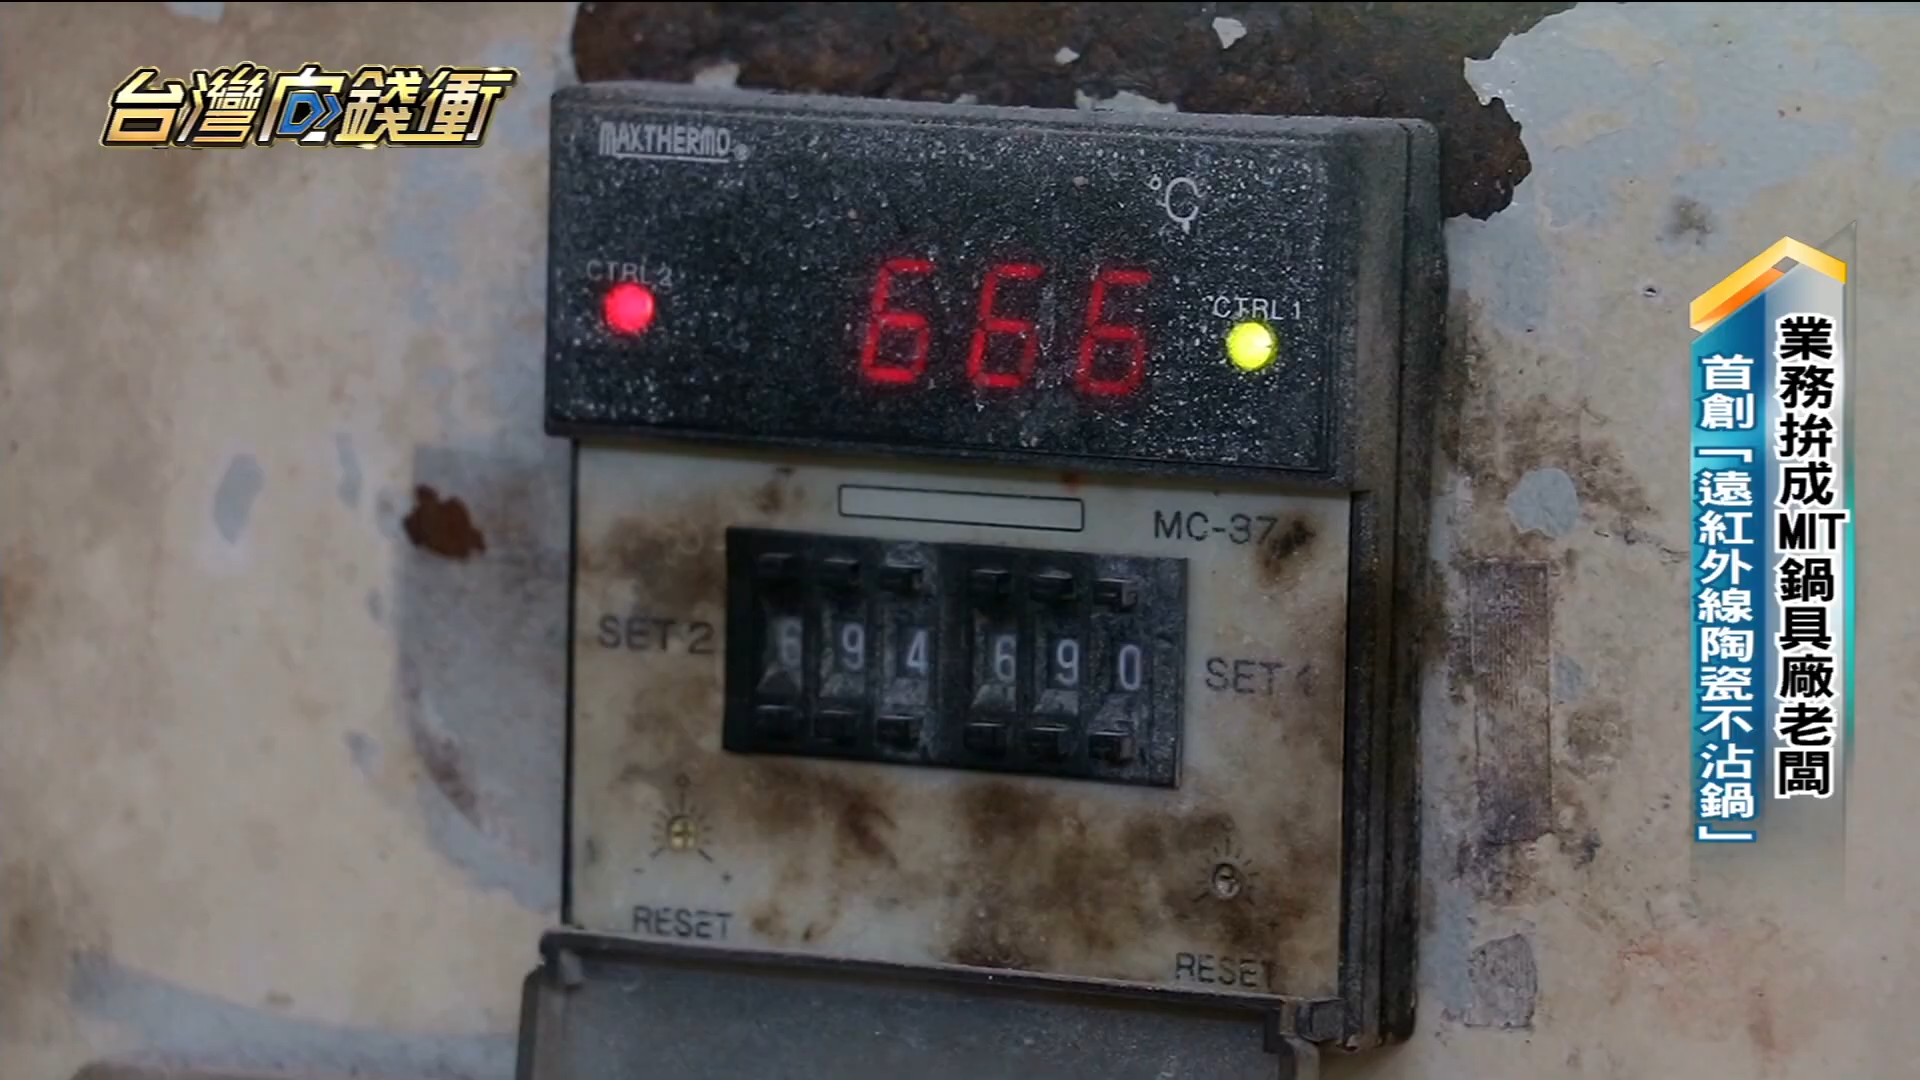 台灣向錢衝
MAXTHERMO®
°C
CTRL 2
666
CTRL 1
MC-37
SET 2
694 690
SET 1
RESET
RESET
業務拚成MIT鍋具廠老闆
首創「遠紅外線陶瓷不沾鍋」